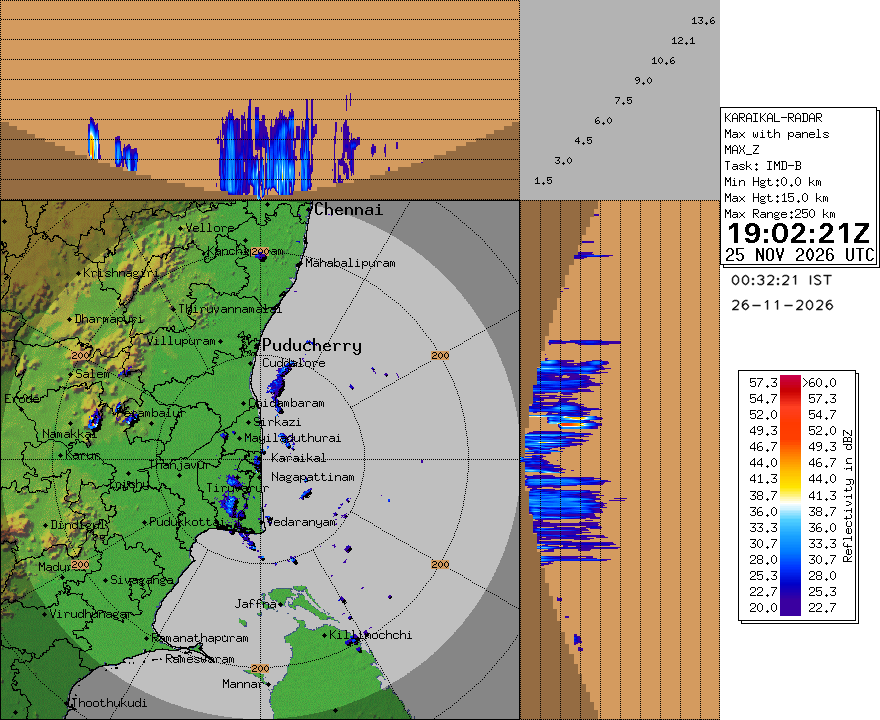 13.6
12.1
10.6
9.0
7.5
6.0
4.5
3.0
1.5
KARAIKAL-RADAR
Max with panels
MAX_Z
Task: IMD-B
Min Hgt:0.0 km
Max Hgt:15.0 km
Max Range:250 km
19:02:21Z
25 NOV 2026 UTC
00:32:21 IST
26-11-2026
Chennai
Vellore
200
Mahabalipuram
Krishnagiri
Thiruvannamalai
Dharmapuri
Villupuram
Puducherry
200
200
Cuddalore
Salem
Chidambaram
Sirkazi
Namakkal
Mayiladuthurai
Karur
Thanjavur
Karaikal
Nagapattinam
Dindigul
Pudukkottai
Vedaranyam
Madurai
200
200
Sivaganga
Jaffna
Virudhunagar
Ramanathapuram
Killinochchi
Rameswaram
200
Mannar
Thoothukudi
57.3 >60.0
54.7 57.3
52.0 54.7
49.3 52.0
46.7 49.3
44.0 46.7
41.3 44.0
38.7 41.3
36.0 38.7
33.3 36.0
30.7 33.3
28.0 30.7
25.3 28.0
22.7 25.3
20.0 22.7
Reflectivity in dBZ